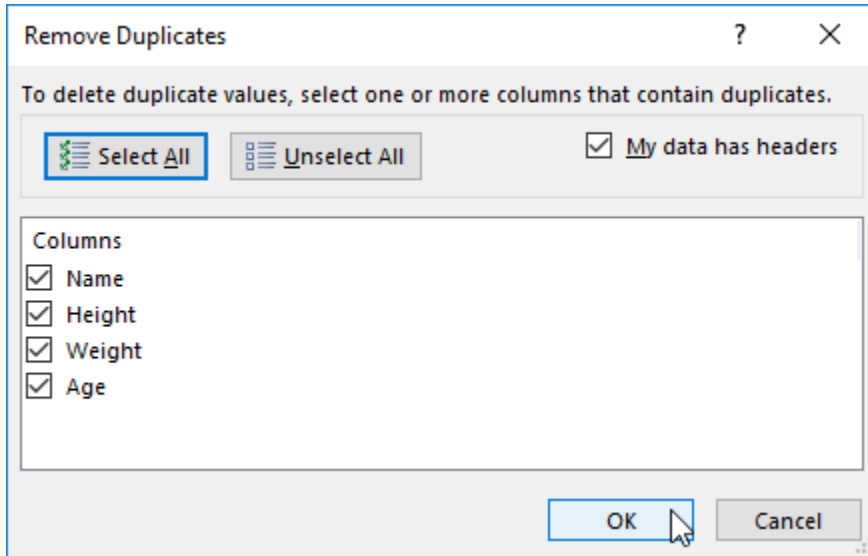 Remove Duplicates ?
To delete duplicate values, select one or more columns that contain duplicates.
Select All Unselect All My data has headers
Columns
Name
Height
Weight
Age
OK Cancel